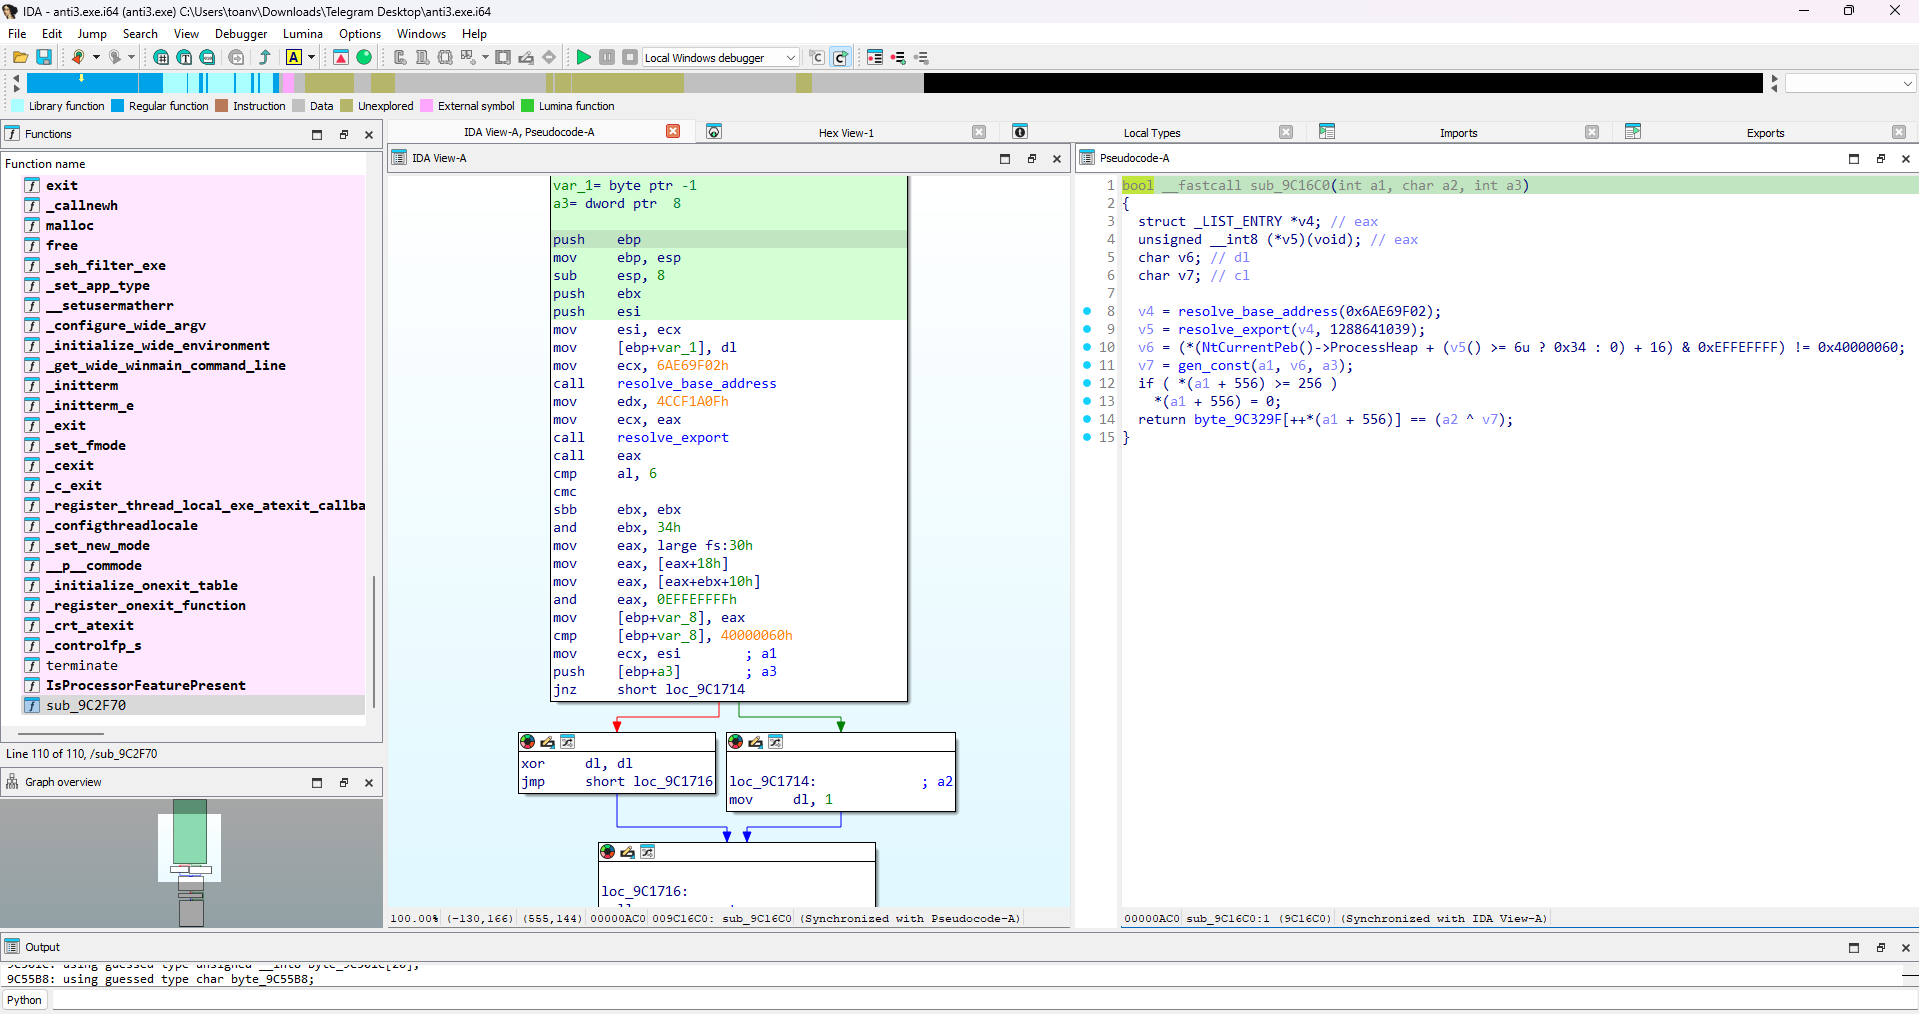 IDA - anti3.exe.i64 (anti3.exe) C:\Users\toanv\Downloads\Telegram Desktop\anti3.exe.i64
File Edit Jump Search View Debugger Lumina Options Windows Help
Local Windows debugger
Library function Regular function Instruction Data Unexplored External symbol Lumina function
Functions
Function name
exit
_callnewh
malloc
free
_seh_filter_exe
_set_app_type
__setusermatherr
_configure_wide_argv
_initialize_wide_environment
_get_wide_winmain_command_line
_initterm
_initterm_e
_exit
_set_fmode
_cexit
_c_exit
_register_thread_local_exe_atexit_callba
_configthreadlocale
_set_new_mode
__p__commode
_initialize_onexit_table
_register_onexit_function
_crt_atexit
_controlfp_s
terminate
IsProcessorFeaturePresent
sub_9C2F70
Line 110 of 110, /sub_9C2F70
Graph overview
IDA View-A, Pseudocode-A
Hex View-1
Local Types
Imports
Exports
IDA View-A
var_1= byte ptr -1
a3= dword ptr  8
push ebp
mov ebp, esp
sub esp, 8
push ebx
push esi
mov esi, ecx
mov [ebp+var_1], dl
mov ecx, 6AE69F02h
call resolve_base_address
mov edx, 4CCF1A0Fh
mov ecx, eax
call resolve_export
call eax
cmp al, 6
cmc
sbb ebx, ebx
and ebx, 34h
mov eax, large fs:30h
mov eax, [eax+18h]
mov eax, [eax+ebx+10h]
and eax, 0EFFEFFFFh
mov [ebp+var_8], eax
cmp [ebp+var_8], 40000060h
mov ecx, esi ; a1
push [ebp+a3] ; a3
jnz short loc_9C1714
xor dl, dl
jmp short loc_9C1716
loc_9C1714: ; a2
mov dl, 1
loc_9C1716:
100.00% (-130,166) (555,144) 00000AC0 009C16C0: sub_9C16C0 (Synchronized with Pseudocode-A)
Pseudocode-A
1 bool __fastcall sub_9C16C0(int a1, char a2, int a3)
2 {
3 struct _LIST_ENTRY *v4; // eax
4 unsigned __int8 (*v5)(void); // eax
5 char v6; // dl
6 char v7; // cl
7
8 v4 = resolve_base_address(0x6AE69F02);
9 v5 = resolve_export(v4, 1288641039);
10 v6 = (*(NtCurrentPeb()->ProcessHeap + (v5() >= 6u ? 0x34 : 0) + 16) & 0xEFFEFFFF) != 0x40000060;
11 v7 = gen_const(a1, v6, a3);
12 if ( *(a1 + 556) >= 256 )
13 *(a1 + 556) = 0;
14 return byte_9C329F[++*(a1 + 556)] == (a2 ^ v7);
15 }
00000AC0 sub_9C16C0:1 (9C16C0) (Synchronized with IDA View-A)
Output
9C55B8: using guessed type char byte_9C55B8;
Python